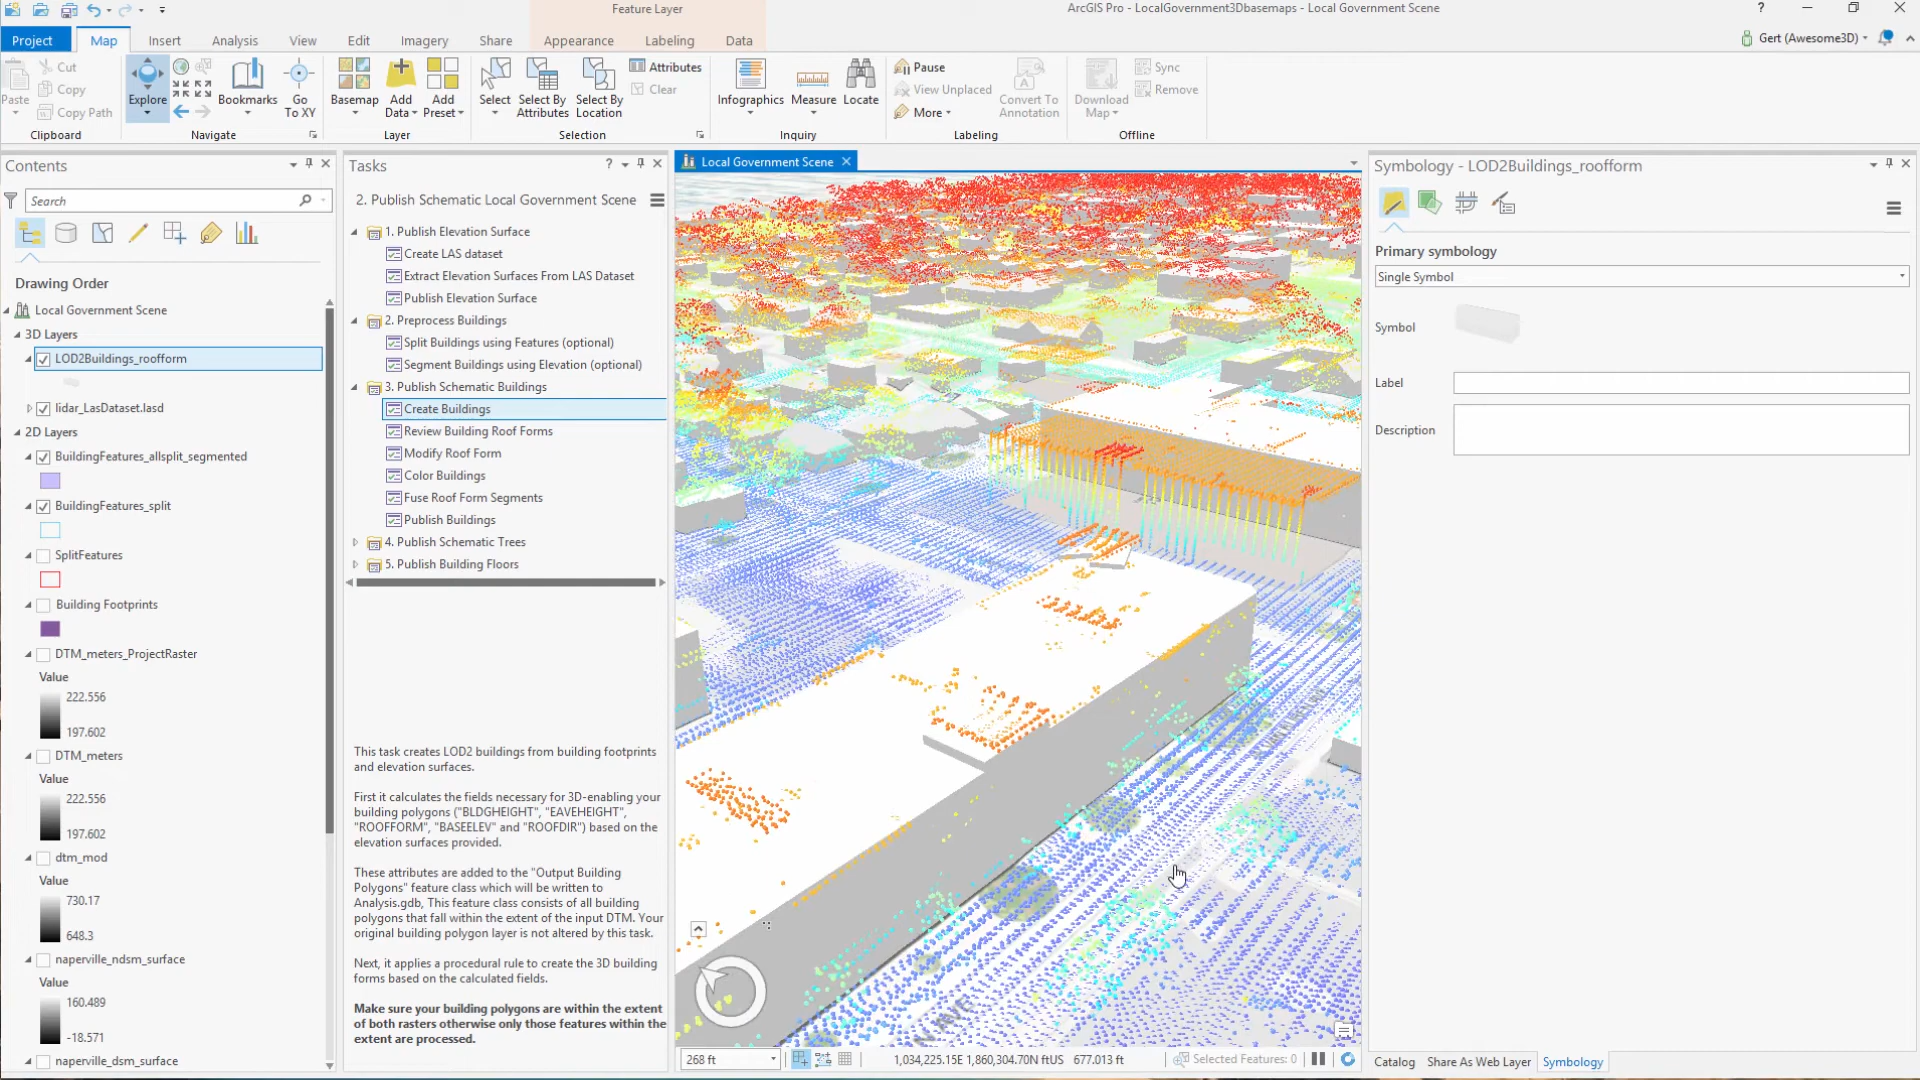 Feature Layer
ArcGIS Pro - LocalGovernment3Dbasemaps - Local Government Scene
?
Project
Map
Insert
Analysis
View
Edit
Imagery
Share
Appearance
Labeling
Data
Gert (Awesome3D)
Paste
Cut
Copy
Copy Path
Clipboard
Explore
Bookmarks
Go To XY
Navigate
Basemap
Add Data
Add Preset
Layer
Select
Select By Attributes
Select By Location
Attributes
Clear
Selection
Infographics
Measure
Locate
Inquiry
Pause
View Unplaced
More
Convert To Annotation
Labeling
Download Map
Sync
Remove
Offline
Contents
Search
Drawing Order
Local Government Scene
3D Layers
LOD2Buildings_roofform
lidar_LasDataset.lasd
2D Layers
BuildingFeatures_allsplit_segmented
BuildingFeatures_split
SplitFeatures
Building Footprints
DTM_meters_ProjectRaster
Value
222.556
197.602
DTM_meters
Value
222.556
197.602
dtm_mod
Value
730.17
648.3
naperville_ndsm_surface
Value
160.489
-18.571
naperville_dsm_surface
Tasks
?
2. Publish Schematic Local Government Scene
1. Publish Elevation Surface
Create LAS dataset
Extract Elevation Surfaces From LAS Dataset
Publish Elevation Surface
2. Preprocess Buildings
Split Buildings using Features (optional)
Segment Buildings using Elevation (optional)
3. Publish Schematic Buildings
Create Buildings
Review Building Roof Forms
Modify Roof Form
Color Buildings
Fuse Roof Form Segments
Publish Buildings
4. Publish Schematic Trees
5. Publish Building Floors
This task creates LOD2 buildings from building footprints
and elevation surfaces.
First it calculates the fields necessary for 3D-enabling your
building polygons ("BLDGHEIGHT", "EAVEHEIGHT",
"ROOFFORM", "BASEELEV" and "ROOFDIR") based on the
elevation surfaces provided.
These attributes are added to the "Output Building
Polygons" feature class which will be written to
Analysis.gdb, This feature class consists of all building
polygons that fall within the extent of the input DTM. Your
original building polygon layer is not altered by this task.
Next, it applies a procedural rule to create the 3D building
forms based on the calculated fields.
Make sure your building polygons are within the extent
of both rasters otherwise only those features within the
extent are processed.
Local Government Scene
268 ft
1,034,225.15E 1,860,304.70N ftUS
677.013 ft
Selected Features: 0
Symbology - LOD2Buildings_roofform
Primary symbology
Single Symbol
Symbol
Label
Description
Catalog
Share As Web Layer
Symbology